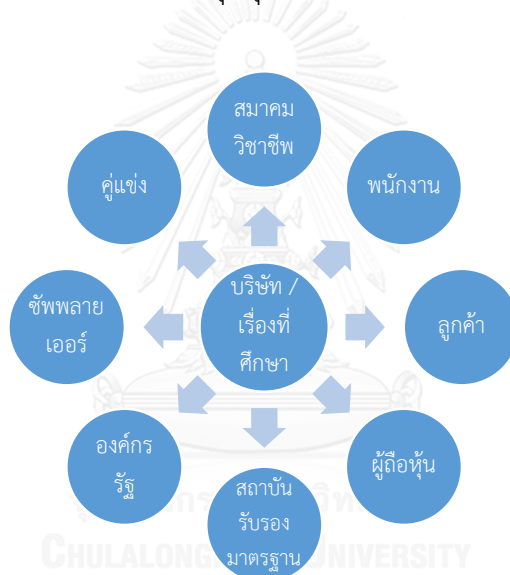 สมาคม
วิชาชีพ
พนักงาน
ลูกค้า
ผู้ถือหุ้น
สถาบัน
รับรอง
มาตรฐาน
องค์กร
รัฐ
ซัพพลาย
เออร์
คู่แข่ง
บริษัท /
เรื่องที่
ศึกษา